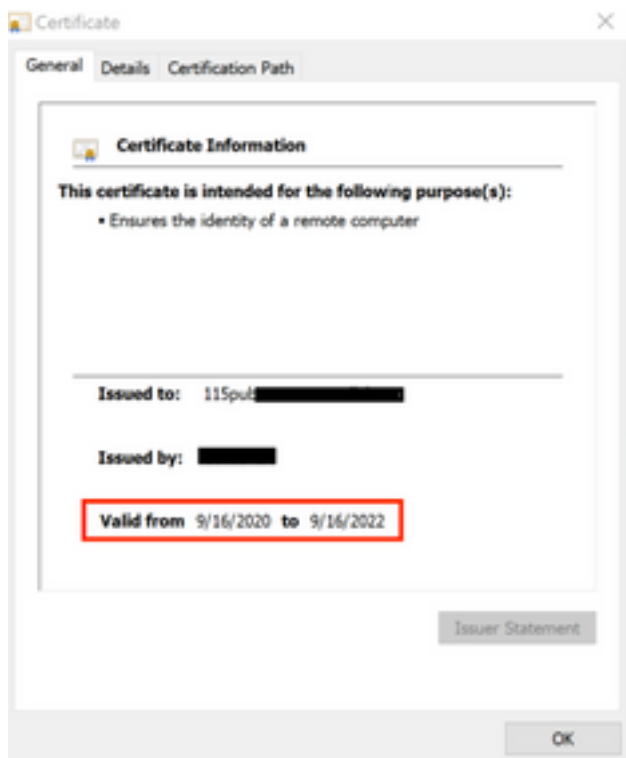 Certificate
General Details Certification Path
Certificate Information
This certificate is intended for the following purpose(s):
• Ensures the identity of a remote computer
Issued to: 115pub
Issued by:
Valid from 9/16/2020 to 9/16/2022
Issuer Statement
OK